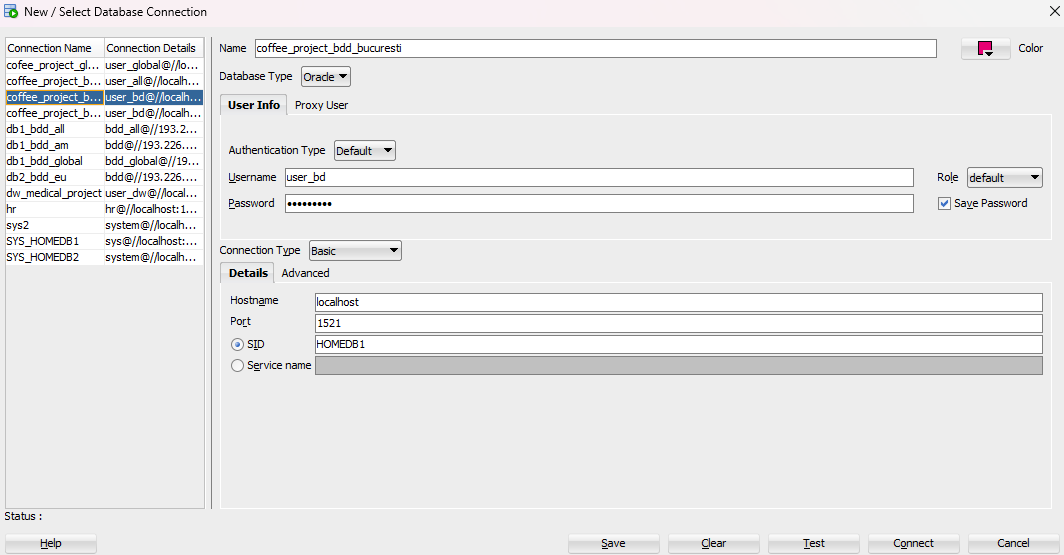 New / Select Database Connection
Connection Name Connection Details
cofee_project_gl... user_global@//lo...
coffee_project_b... user_all@//localh...
coffee_project_b... user_bd@//localh...
coffee_project_b... user_bd@//localh...
db1_bdd_all bdd_all@//193.2...
db1_bdd_am bdd@//193.226....
db1_bdd_global bdd_global@//19...
db2_bdd_eu bdd@//193.226....
dw_medical_project user_dw@//local...
hr hr@//localhost:1...
sys2 system@//localh...
SYS_HOMEDB1 sys@//localhost:...
SYS_HOMEDB2 system@//localh...
Name coffee_project_bdd_bucuresti Color
Database Type Oracle
User Info Proxy User
Authentication Type Default
Username user_bd Role default
Password ••••••••• Save Password
Connection Type Basic
Details Advanced
Hostname localhost
Port 1521
SID HOMEDB1
Service name
Status :
Help Save Clear Test Connect Cancel